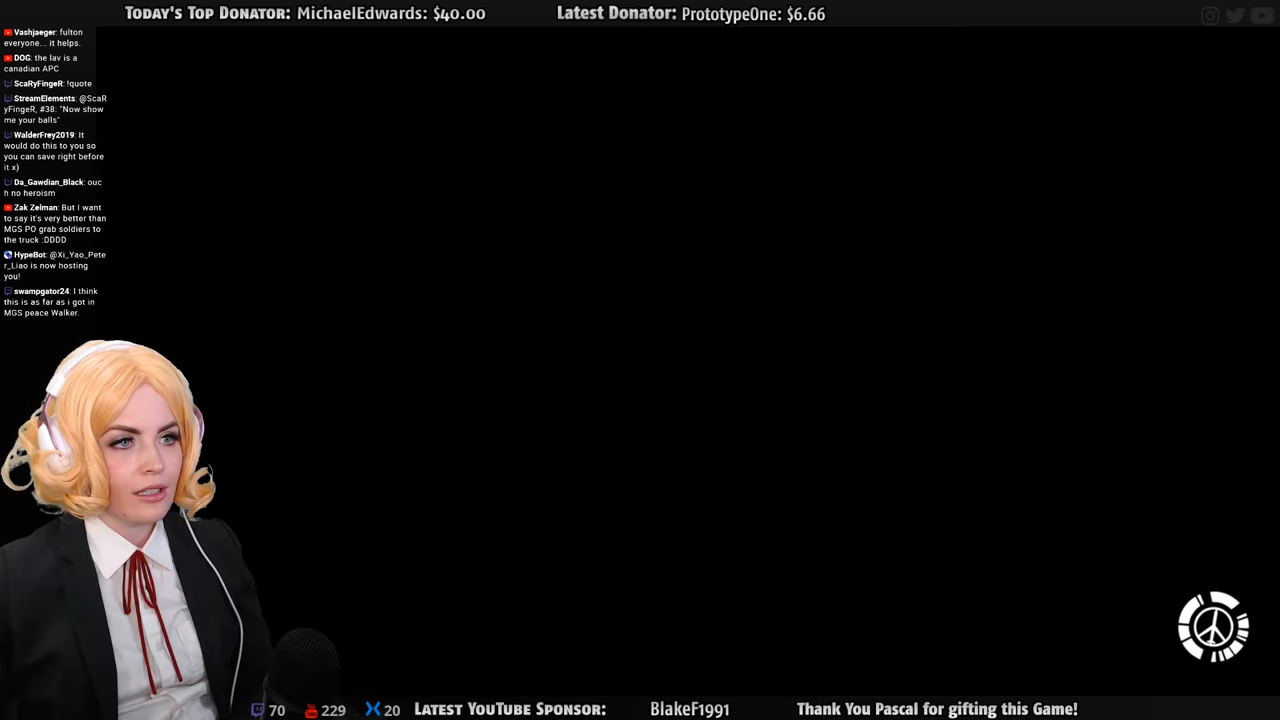 Today's Top Donator: MichaelEdwards: $40.00
Latest Donator: PrototypeOne: $6.66
Vashjaeger: fulton
everyone... it helps.
DOG: the lav is a
canadian APC
ScaRyFingeR: !quote
StreamElements: @ScaR
yFingeR, #38: "Now show
me your balls"
WalderFrey2019: It
would do this to you so
you can save right before
it x)
Da_Gawdian_Black: ouc
h no heroism
Zak Zelman: But I want
to say it's very better than
MGS PO grab soldiers to
the truck :DDDD
HypeBot: @Xi_Yao_Pete
r_Liao is now hosting
you!
swampgator24: I think
this is as far as i got in
MGS peace Walker.
70
229
20
Latest YouTube Sponsor:
BlakeF1991
Thank You Pascal for gifting this Game!